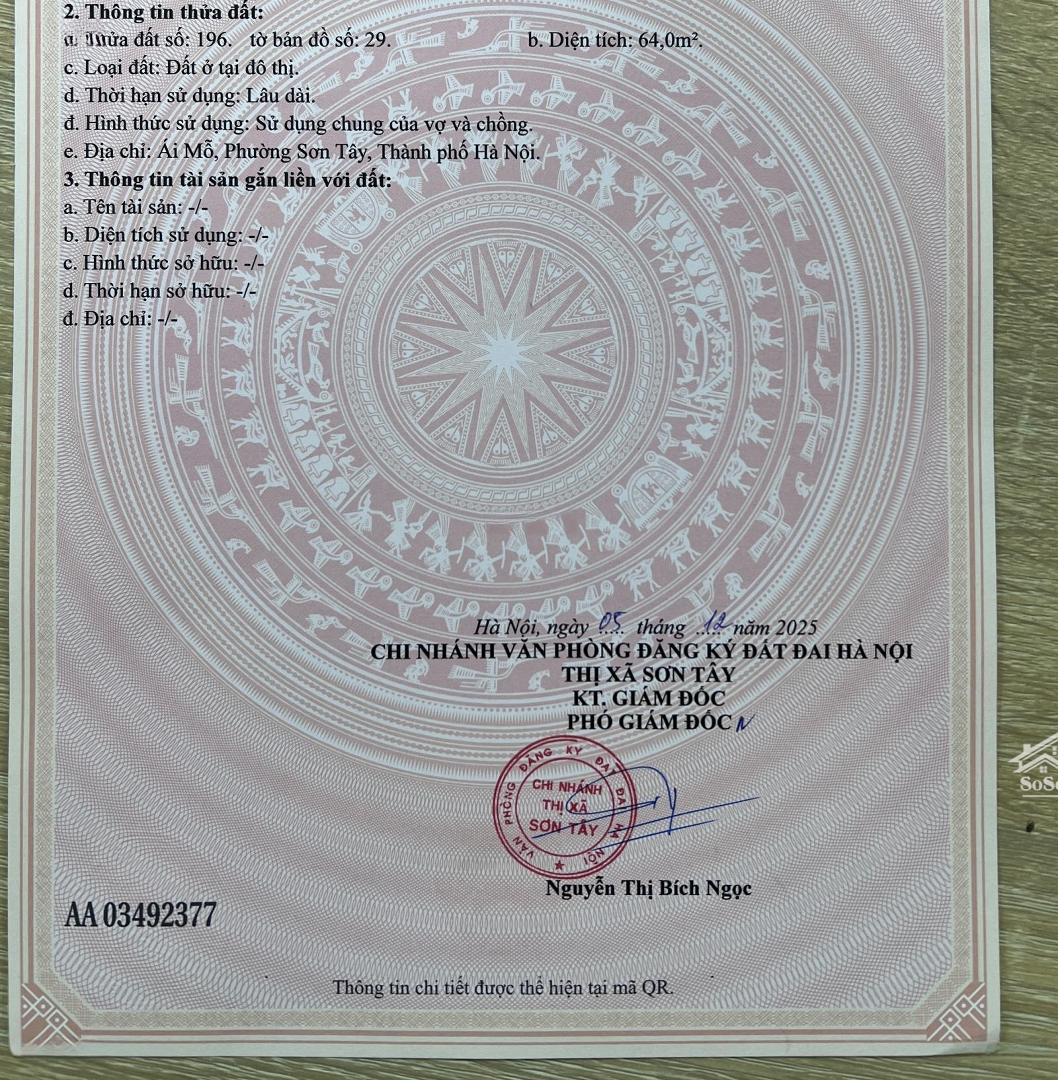 2. Thông tin thửa đất:
a. Thửa đất số: 196. tờ bản đồ số: 29. b. Diện tích: 64,0m².
c. Loại đất: Đất ở tại đô thị.
d. Thời hạn sử dụng: Lâu dài.
đ. Hình thức sử dụng: Sử dụng chung của vợ và chồng.
e. Địa chỉ: Ái Mỗ, Phường Sơn Tây, Thành phố Hà Nội.
3. Thông tin tài sản gắn liền với đất:
a. Tên tài sản: -/-
b. Diện tích sử dụng: -/-
c. Hình thức sở hữu: -/-
d. Thời hạn sở hữu: -/-
đ. Địa chỉ: -/-
Hà Nội, ngày 05 tháng 12 năm 2025
CHI NHÁNH VĂN PHÒNG ĐĂNG KÝ ĐẤT ĐAI HÀ NỘI
THỊ XÃ SƠN TÂY
KT. GIÁM ĐỐC
PHÓ GIÁM ĐỐC
VĂN PHÒNG ĐĂNG KÝ ĐẤT ĐAI HÀ NỘI
CHI NHÁNH
THỊ XÃ
SƠN TÂY
Nguyễn Thị Bích Ngọc
AA 03492377
Thông tin chi tiết được thể hiện tại mã QR.